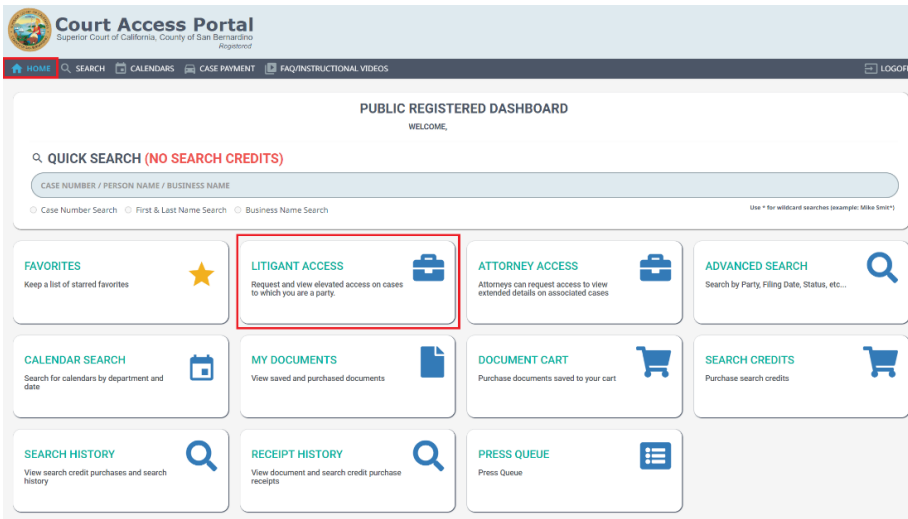 Court Access Portal
Superior Court of California, County of San Bernardino
Registered
HOME SEARCH CALENDARS CASE PAYMENT FAQ/INSTRUCTIONAL VIDEOS LOGOFF
PUBLIC REGISTERED DASHBOARD
WELCOME,
QUICK SEARCH (NO SEARCH CREDITS)
CASE NUMBER / PERSON NAME / BUSINESS NAME
Case Number Search First & Last Name Search Business Name Search
Use * for wildcard searches (example: Mike Smit*)
FAVORITES
Keep a list of starred favorites
LITIGANT ACCESS
Request and view elevated access on cases
to which you are a party.
ATTORNEY ACCESS
Attorneys can request access to view
extended details on associated cases
ADVANCED SEARCH
Search by Party, Filing Date, Status, etc...
CALENDAR SEARCH
Search for calendars by department and
date
MY DOCUMENTS
View saved and purchased documents
DOCUMENT CART
Purchase documents saved to your cart
SEARCH CREDITS
Purchase search credits
SEARCH HISTORY
View search credit purchases and search
history
RECEIPT HISTORY
View document and search credit purchase
receipts
PRESS QUEUE
Press Queue